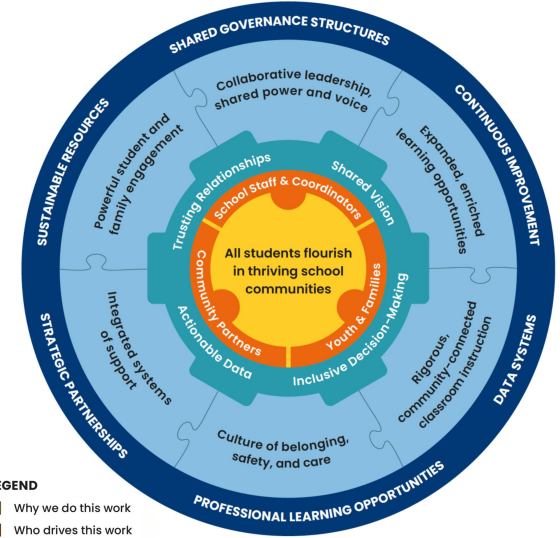 SHARED GOVERNANCE STRUCTURES
CONTINUOUS IMPROVEMENT
DATA SYSTEMS
PROFESSIONAL LEARNING OPPORTUNITIES
STRATEGIC PARTNERSHIPS
SUSTAINABLE RESOURCES
Collaborative leadership,
shared power and voice
Expanded, enriched
learning opportunities
Rigorous,
community-connected
classroom instruction
Culture of belonging,
safety, and care
Integrated systems
of support
Powerful student and
family engagement
Trusting Relationships
Shared Vision
Inclusive Decision-Making
Actionable Data
School Staff & Coordinators
Youth & Families
Community Partners
All students flourish
in thriving school
communities
EGEND
Why we do this work
Who drives this work